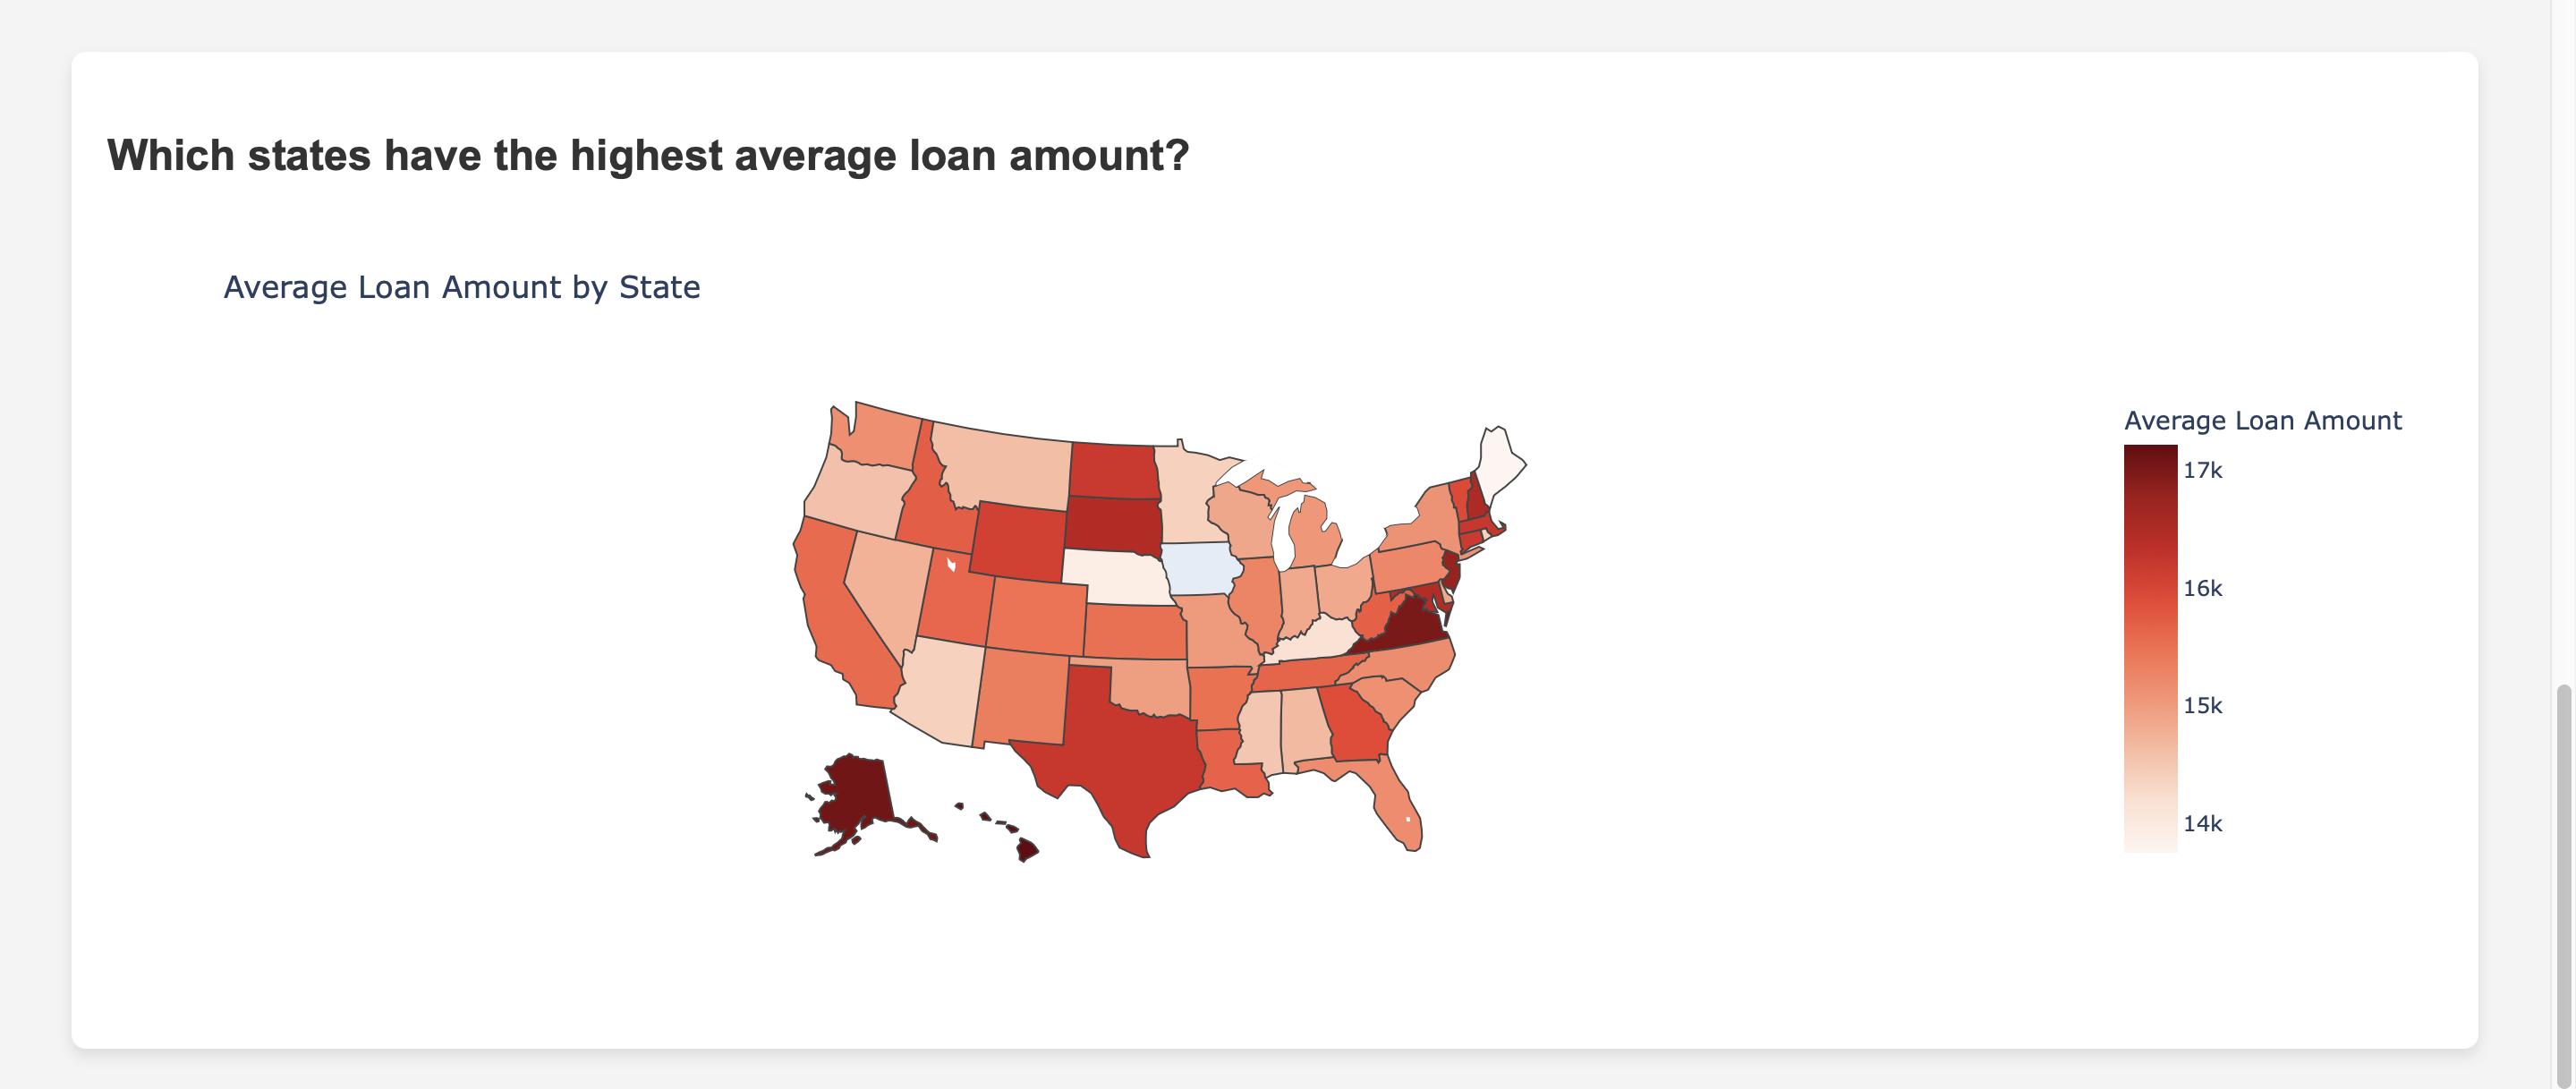 Which states have the highest average loan amount?
Average Loan Amount by State
Average Loan Amount
17k
16k
15k
14k